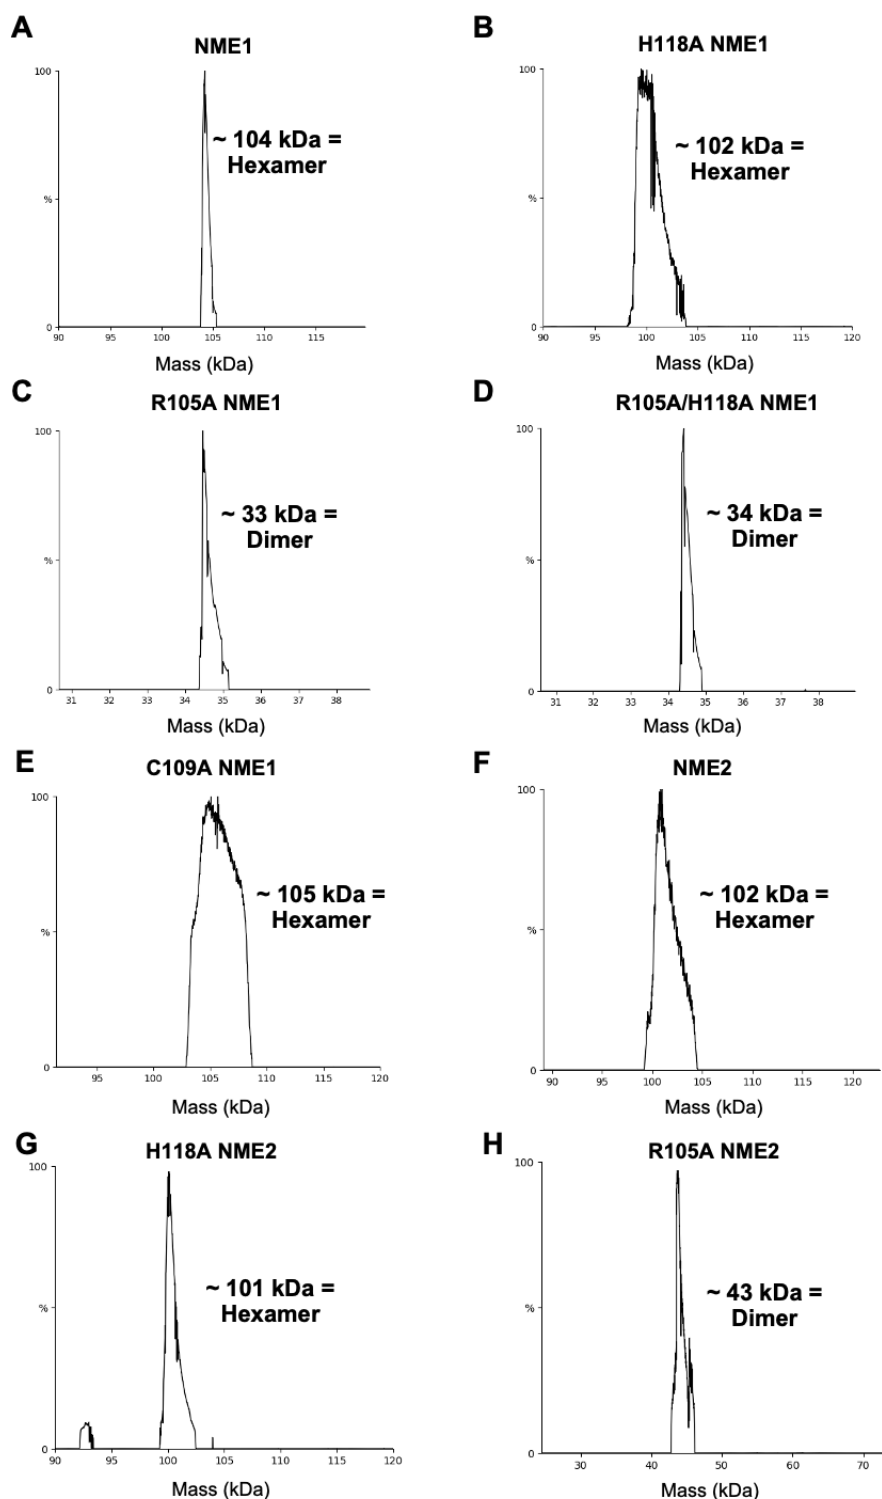 A
NME1
100
%
0
90 95 100 105 110 115
Mass (kDa)
~ 104 kDa =
Hexamer
B
H118A NME1
100
%
0
90 95 100 105 110 115 120
Mass (kDa)
~ 102 kDa =
Hexamer
C
R105A NME1
100
%
0
31 32 33 34 35 36 37 38
Mass (kDa)
~ 33 kDa =
Dimer
D
R105A/H118A NME1
100
%
0
31 32 33 34 35 36 37 38
Mass (kDa)
~ 34 kDa =
Dimer
E
C109A NME1
100
%
0
95 100 105 110 115 120
Mass (kDa)
~ 105 kDa =
Hexamer
F
NME2
100
%
0
90 95 100 105 110 115 120
Mass (kDa)
~ 102 kDa =
Hexamer
G
H118A NME2
100
%
0
90 95 100 105 110 115 120
Mass (kDa)
~ 101 kDa =
Hexamer
H
R105A NME2
100
%
0
30 40 50 60 70
Mass (kDa)
~ 43 kDa =
Dimer